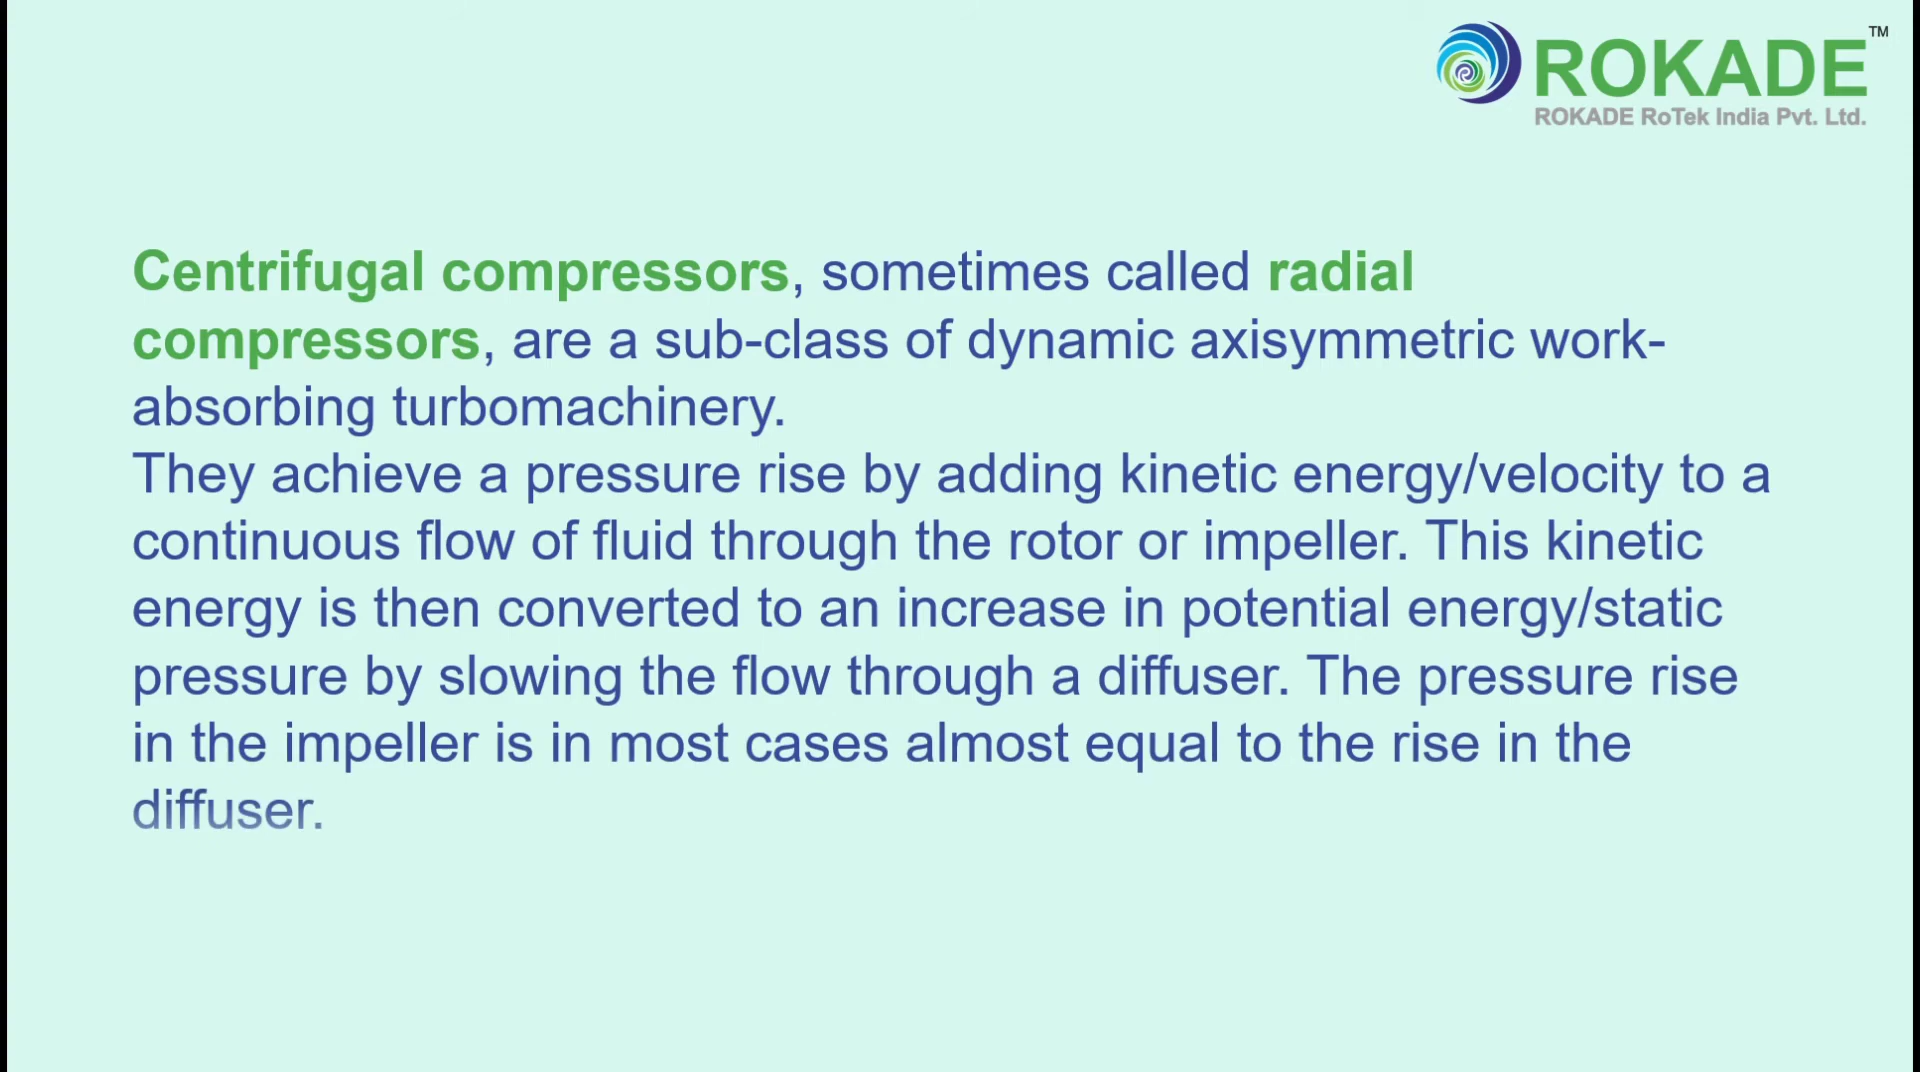 ROKADE™
ROKADE RoTek India Pvt. Ltd.
Centrifugal compressors, sometimes called radial
compressors, are a sub-class of dynamic axisymmetric work-
absorbing turbomachinery.
They achieve a pressure rise by adding kinetic energy/velocity to a
continuous flow of fluid through the rotor or impeller. This kinetic
energy is then converted to an increase in potential energy/static
pressure by slowing the flow through a diffuser. The pressure rise
in the impeller is in most cases almost equal to the rise in the
diffuser.